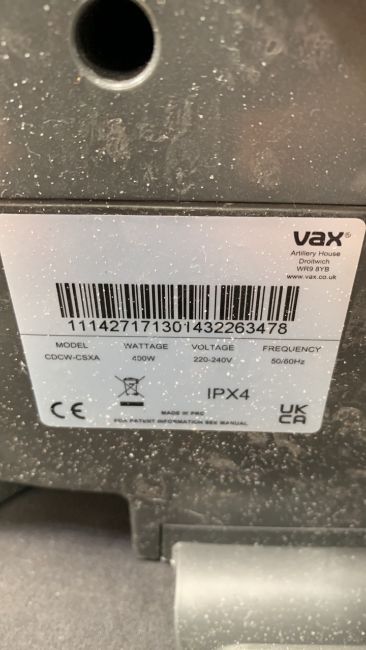 VAX®
Artillery House
Droitwich
WR9 8YB
www.vax.co.uk
111427171301432263478
MODEL WATTAGE VOLTAGE FREQUENCY
CDCW-CSXA 400W 220-240V 50/60Hz
IPX4
CE
MADE IN PRC
FOR PATENT INFORMATION SEE MANUAL
UK
CA